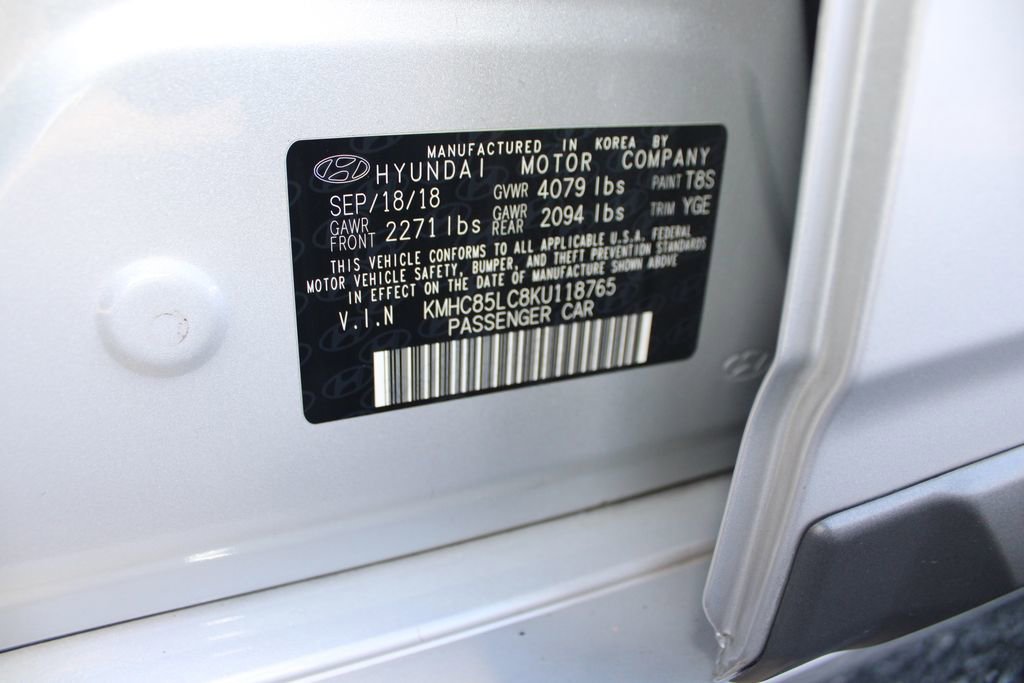 MANUFACTURED IN KOREA BY
HYUNDAI MOTOR COMPANY
SEP/18/18 GVWR 4079 lbs PAINT T8S
GAWR FRONT 2271 lbs GAWR REAR 2094 lbs TRIM YGE
THIS VEHICLE CONFORMS TO ALL APPLICABLE U.S.A. FEDERAL
MOTOR VEHICLE SAFETY, BUMPER, AND THEFT PREVENTION STANDARDS
IN EFFECT ON THE DATE OF MANUFACTURE SHOWN ABOVE
V.I.N KMHC85LC8KU118765
PASSENGER CAR